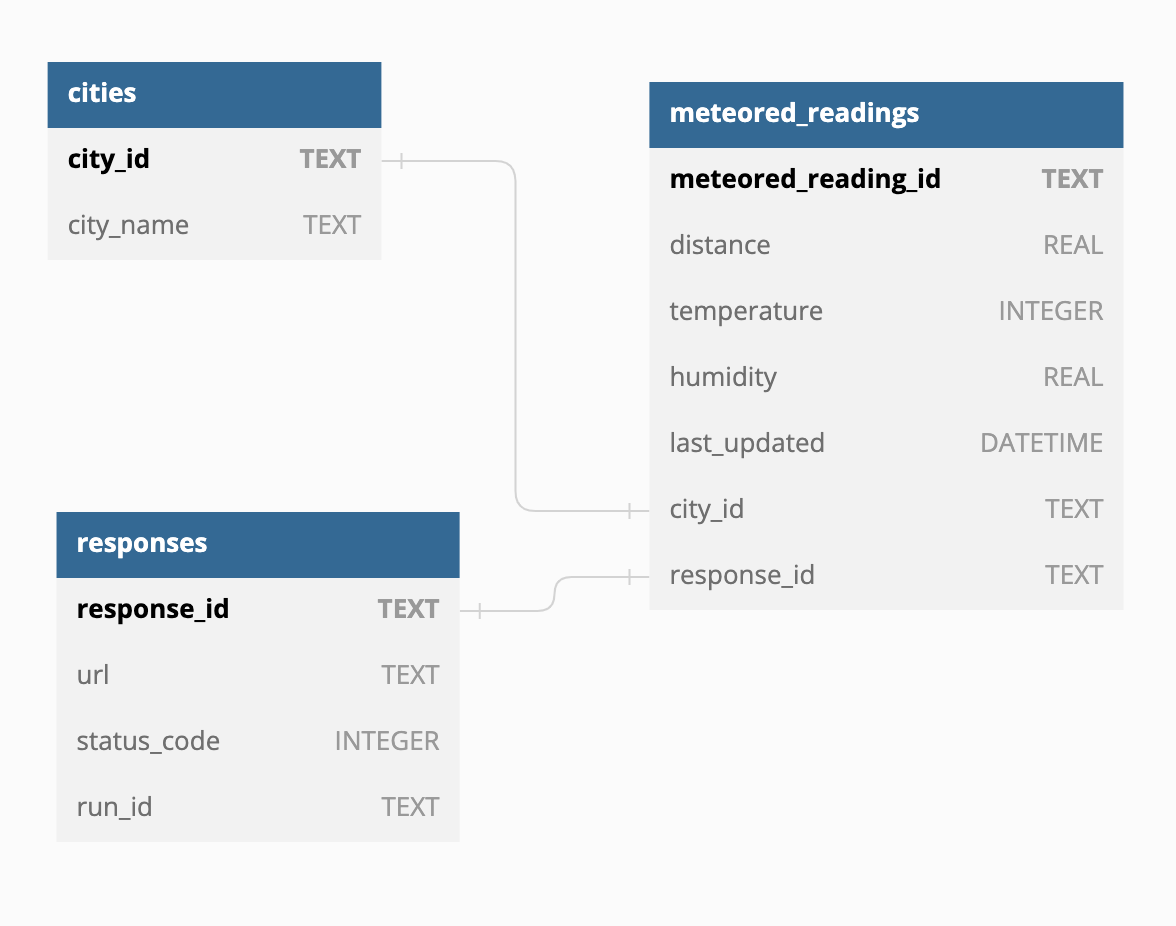 cities
city_id TEXT
city_name TEXT
meteored_readings
meteored_reading_id TEXT
distance REAL
temperature INTEGER
humidity REAL
last_updated DATETIME
city_id TEXT
response_id TEXT
responses
response_id TEXT
url TEXT
status_code INTEGER
run_id TEXT